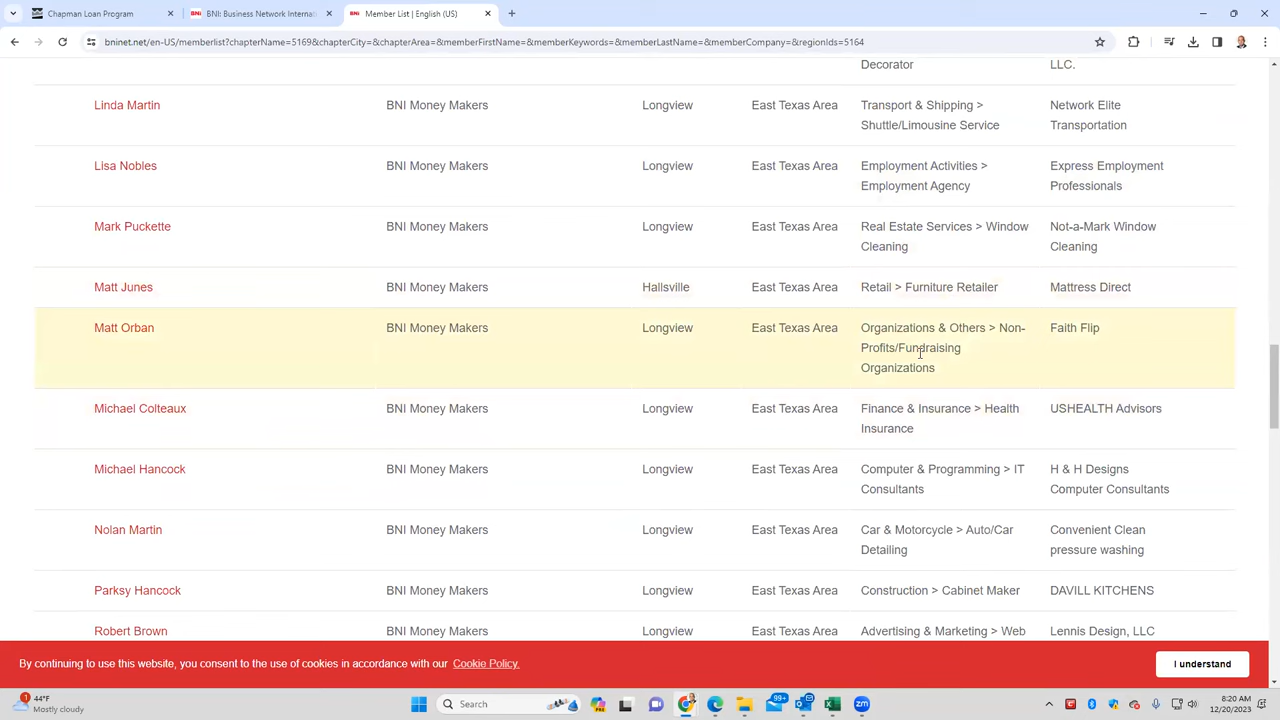 Chapman Loan Program
BNI: Business Network Internati
Member List | English (US)
bninet.net/en-US/memberlist?chapterName=5169&chapterCity=&chapterArea=&memberFirstName=&memberKeywords=&memberLastName=&memberCompany=&regionIds=5164
Decorator LLC.
Linda Martin BNI Money Makers Longview East Texas Area Transport & Shipping > Network Elite
Shuttle/Limousine Service Transportation
Lisa Nobles BNI Money Makers Longview East Texas Area Employment Activities > Express Employment
Employment Agency Professionals
Mark Puckette BNI Money Makers Longview East Texas Area Real Estate Services > Window Not-a-Mark Window
Cleaning Cleaning
Matt Junes BNI Money Makers Hallsville East Texas Area Retail > Furniture Retailer Mattress Direct
Matt Orban BNI Money Makers Longview East Texas Area Organizations & Others > Non- Faith Flip
Profits/Fundraising
Organizations
Michael Colteaux BNI Money Makers Longview East Texas Area Finance & Insurance > Health USHEALTH Advisors
Insurance
Michael Hancock BNI Money Makers Longview East Texas Area Computer & Programming > IT H & H Designs
Consultants Computer Consultants
Nolan Martin BNI Money Makers Longview East Texas Area Car & Motorcycle > Auto/Car Convenient Clean
Detailing pressure washing
Parksy Hancock BNI Money Makers Longview East Texas Area Construction > Cabinet Maker DAVILL KITCHENS
Robert Brown BNI Money Makers Longview East Texas Area Advertising & Marketing > Web Lennis Design, LLC
By continuing to use this website, you consent to the use of cookies in accordance with our Cookie Policy.
I understand
1
44°F
Mostly cloudy
Search
99+
zm
8:20 AM
12/20/2023